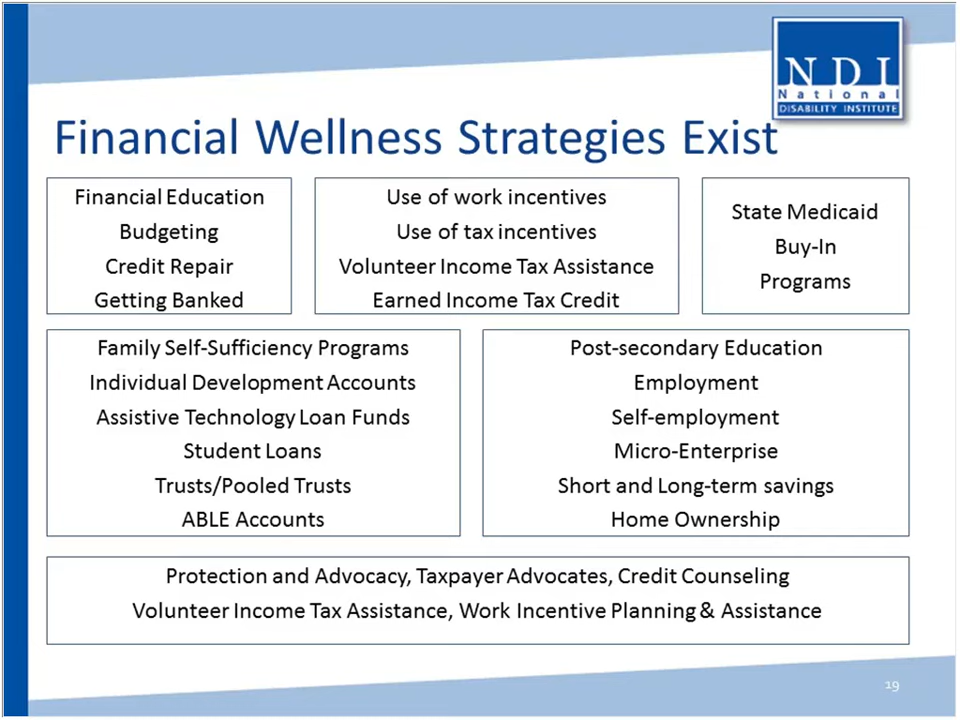 NDI
National
DISABILITY INSTITUTE
Financial Wellness Strategies Exist
Financial Education
Budgeting
Credit Repair
Getting Banked
Use of work incentives
Use of tax incentives
Volunteer Income Tax Assistance
Earned Income Tax Credit
State Medicaid
Buy-In
Programs
Family Self-Sufficiency Programs
Individual Development Accounts
Assistive Technology Loan Funds
Student Loans
Trusts/Pooled Trusts
ABLE Accounts
Post-secondary Education
Employment
Self-employment
Micro-Enterprise
Short and Long-term savings
Home Ownership
Protection and Advocacy, Taxpayer Advocates, Credit Counseling
Volunteer Income Tax Assistance, Work Incentive Planning & Assistance
19